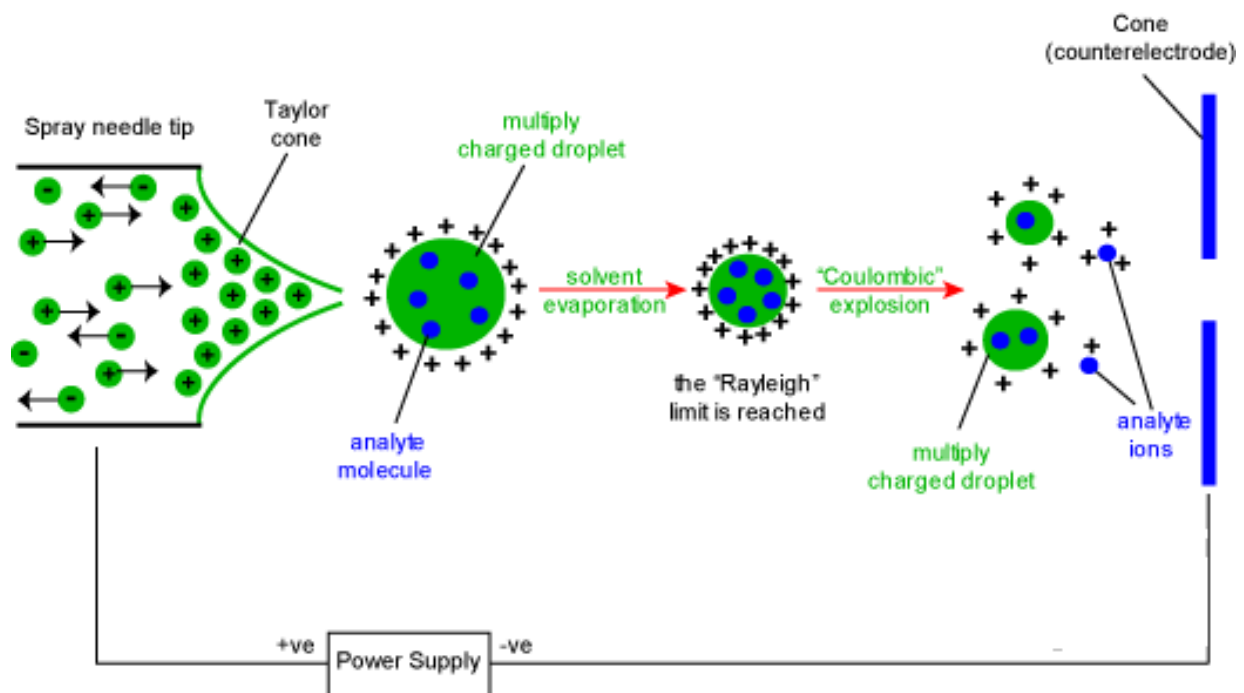 Cone
(counterelectrode)
Spray needle tip
Taylor
cone
multiply
charged droplet
solvent
evaporation
"Coulombic"
explosion
the "Rayleigh"
limit is reached
analyte
molecule
multiply
charged droplet
analyte
ions
+ve
Power Supply
-ve